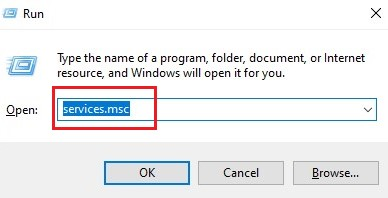 Run
Type the name of a program, folder, document, or Internet
resource, and Windows will open it for you.
Open: services.msc
OK Cancel Browse...